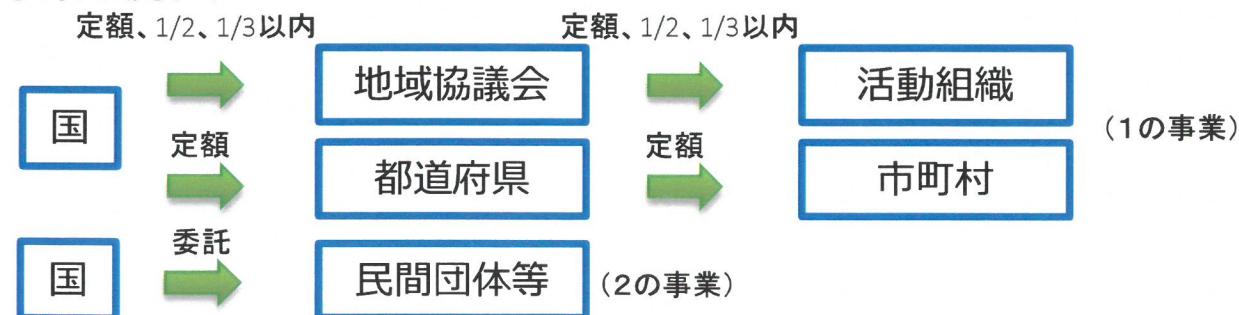 定額、1/2、1/3以内 定額、1/2、1/3以内
地域協議会 活動組織
国 (1の事業)
定額 定額
都道府県 市町村
委託
国 民間団体等 (2の事業)